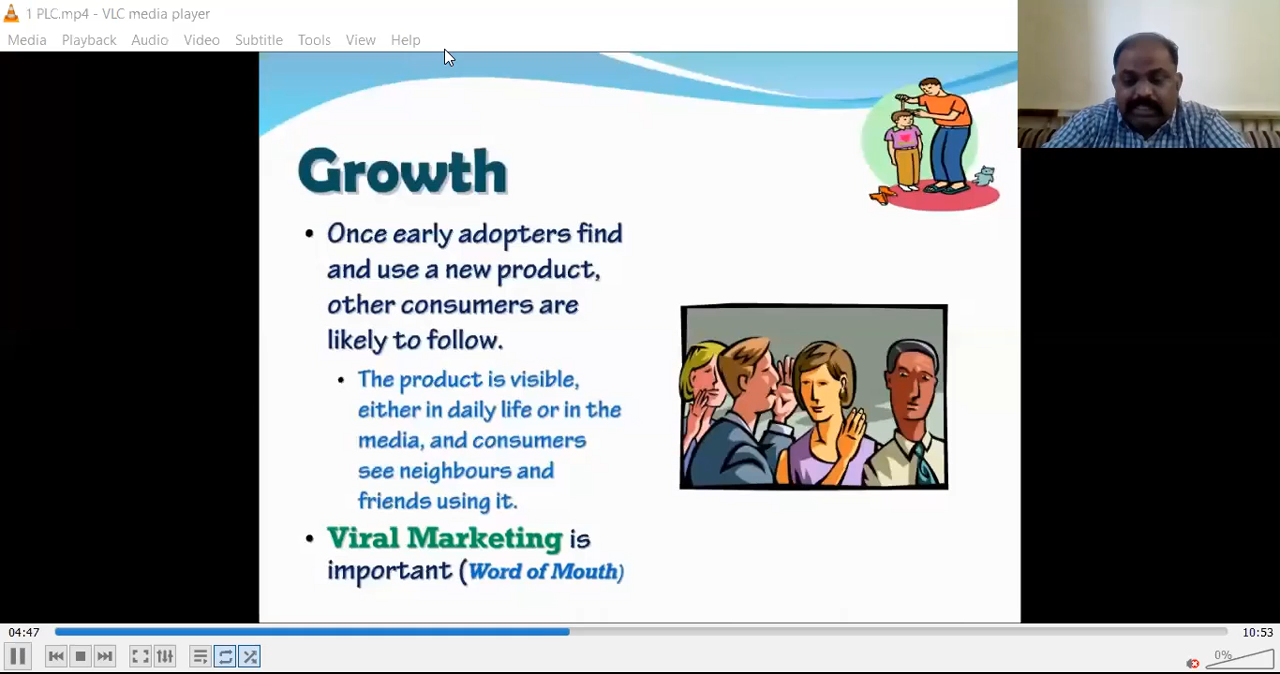 1 PLC.mp4 - VLC media player
Media Playback Audio Video Subtitle Tools View Help
Growth
• Once early adopters find
and use a new product,
other consumers are
likely to follow.
• The product is visible,
either in daily life or in the
media, and consumers
see neighbours and
friends using it.
• Viral Marketing is
important (Word of Mouth)
04:47 10:53
0%